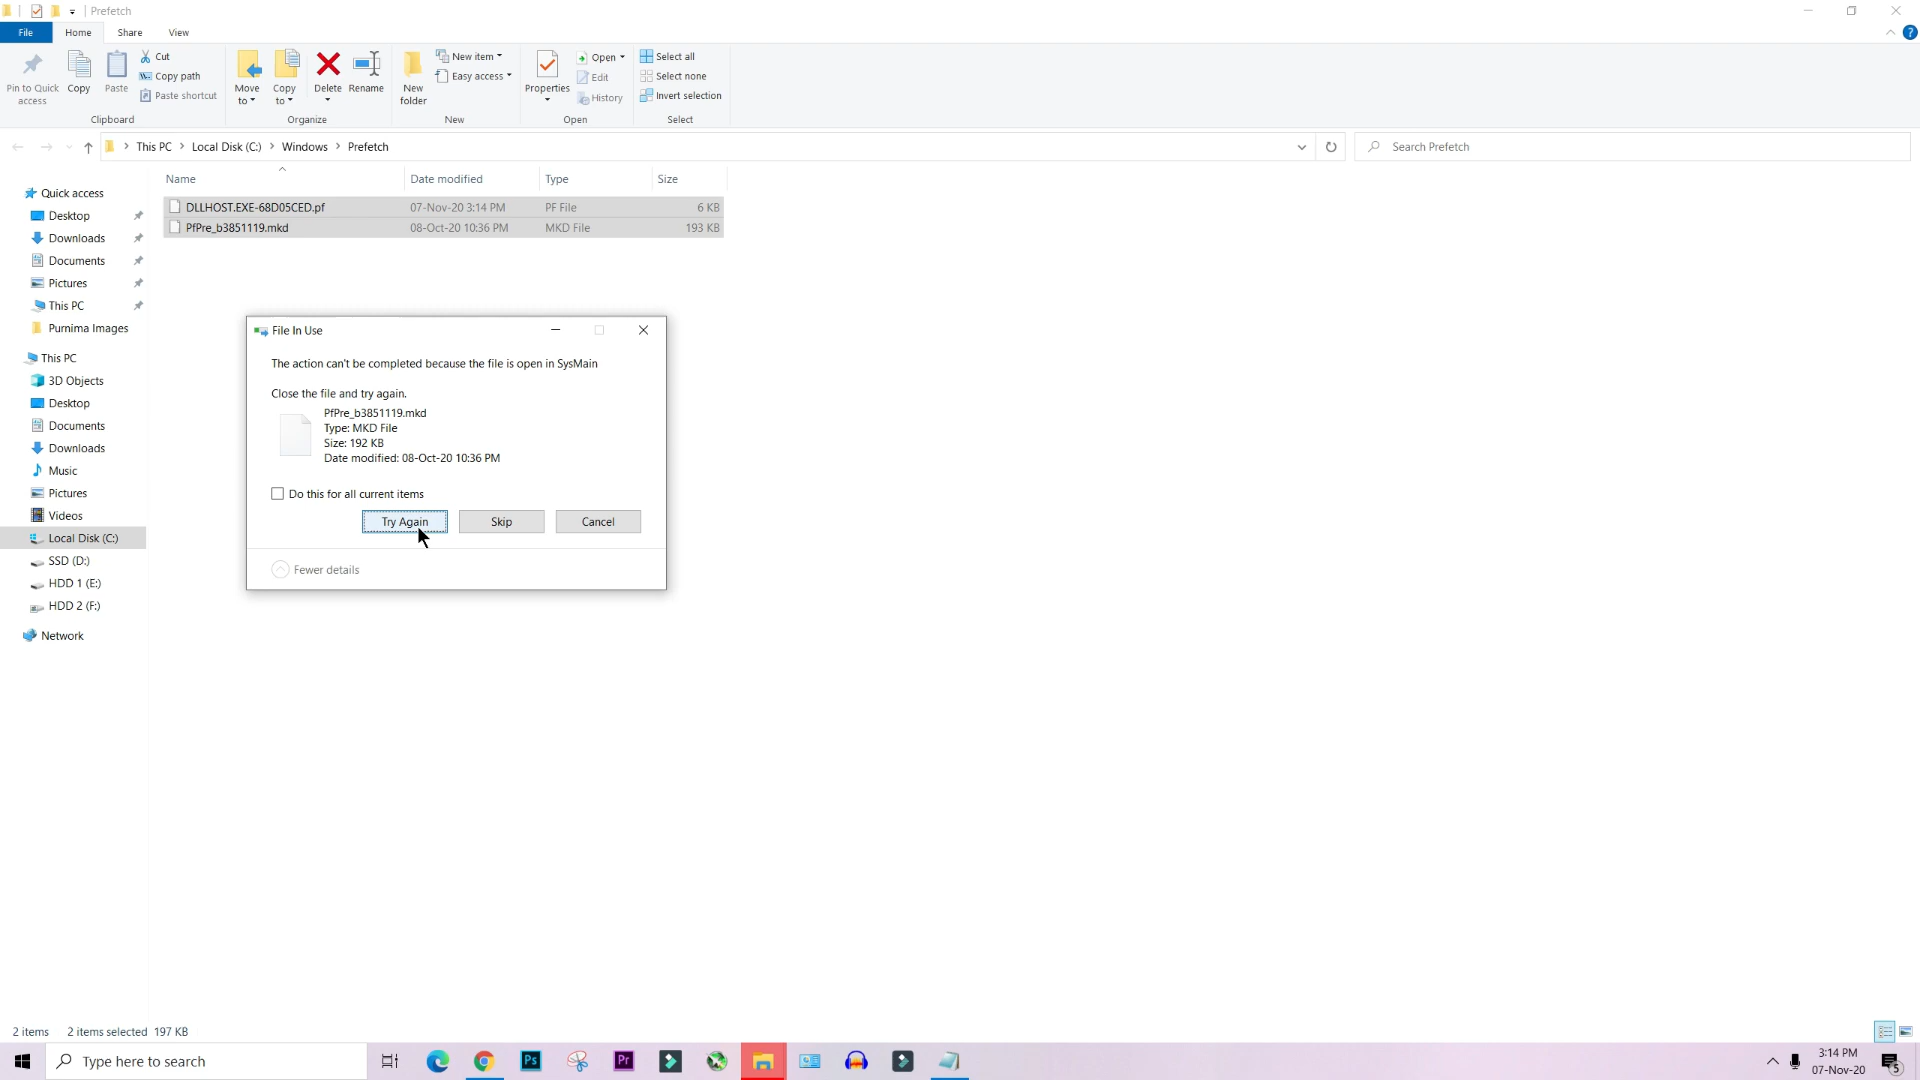 Prefetch
File Home Share View
Pin to Quick access
Copy
Paste
Cut
Copy path
Paste shortcut
Clipboard
Move to
Copy to
Delete
Rename
Organize
New folder
New item
Easy access
New
Properties
Open
Edit
History
Open
Select all
Select none
Invert selection
Select
This PC Local Disk (C:) Windows Prefetch
Search Prefetch
Name Date modified Type Size
DLLHOST.EXE-68D05CED.pf 07-Nov-20 3:14 PM PF File 6 KB
PfPre_b3851119.mkd 08-Oct-20 10:36 PM MKD File 193 KB
Quick access
Desktop
Downloads
Documents
Pictures
This PC
Purnima Images
This PC
3D Objects
Desktop
Documents
Downloads
Music
Pictures
Videos
Local Disk (C:)
SSD (D:)
HDD 1 (E:)
HDD 2 (F:)
Network
File In Use
The action can't be completed because the file is open in SysMain
Close the file and try again.
PfPre_b3851119.mkd
Type: MKD File
Size: 192 KB
Date modified: 08-Oct-20 10:36 PM
Do this for all current items
Try Again Skip Cancel
Fewer details
2 items 2 items selected 197 KB
Type here to search
Ps
Pr
3:14 PM
07-Nov-20
5